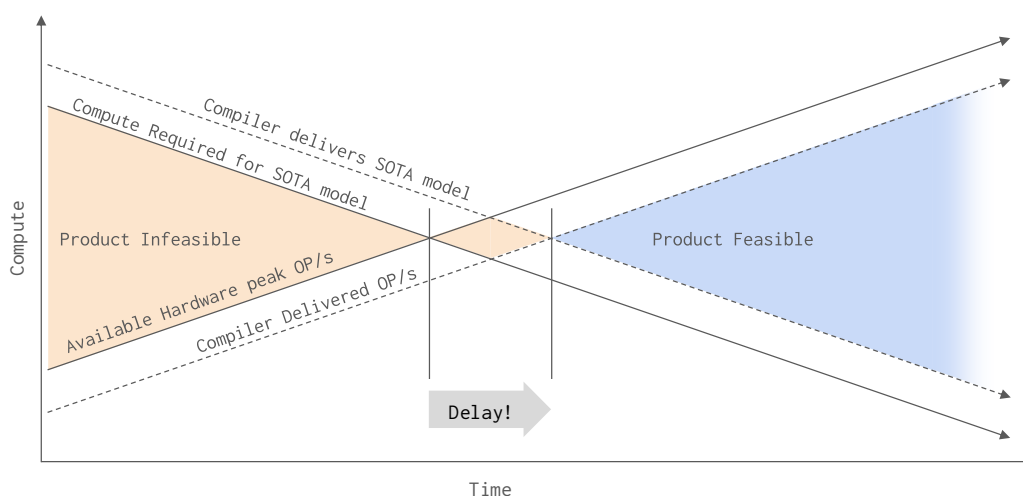 Compiler delivers SOTA model
Compute Required for SOTA model
Product Infeasible
Product Feasible
Compute
Available Hardware peak OP/s
Compiler Delivered OP/s
Delay!
Time